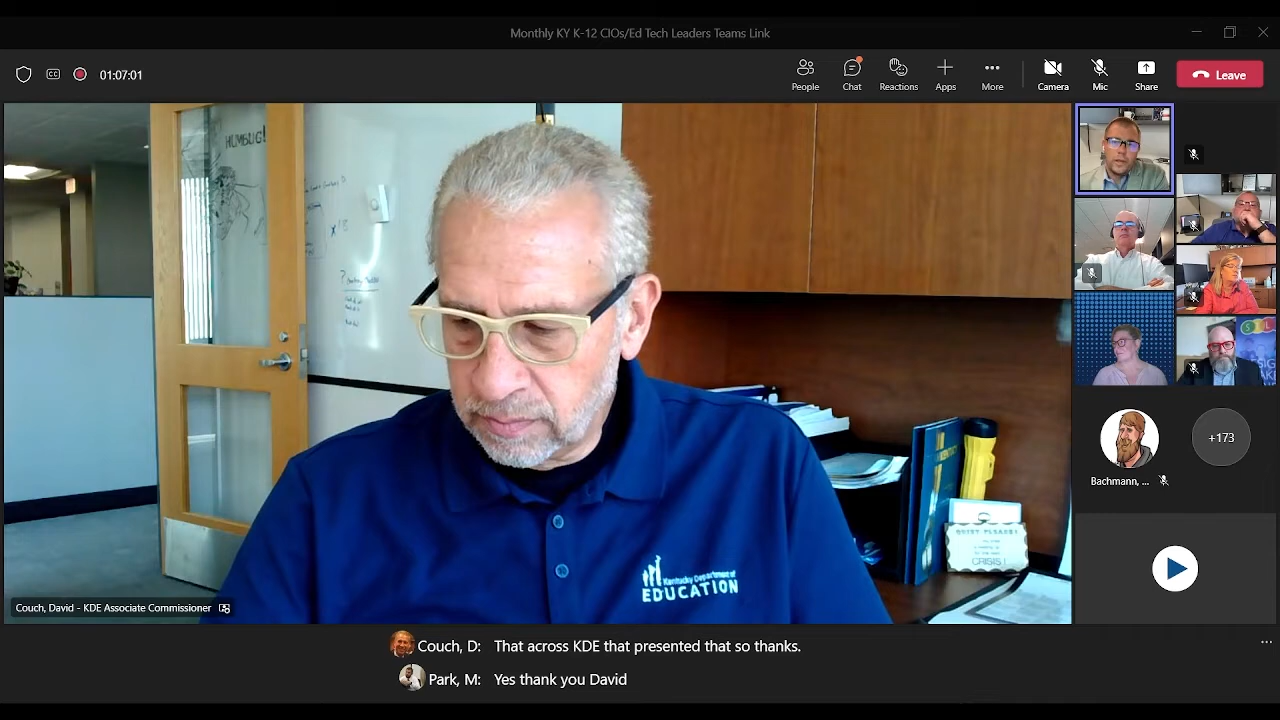 Monthly KY K-12 CIOs/Ed Tech Leaders Teams Link
CC
01:07:01
People
Chat
Reactions
Apps
More
Camera
Mic
Share
Leave
HUMBUG!
Kentucky Department of
EDUCATION
QUIET PLEASE!
CRISIS!
Bachmann, ...
+173
Couch, David - KDE Associate Commissioner
Couch, D: That across KDE that presented that so thanks.
Park, M: Yes thank you David